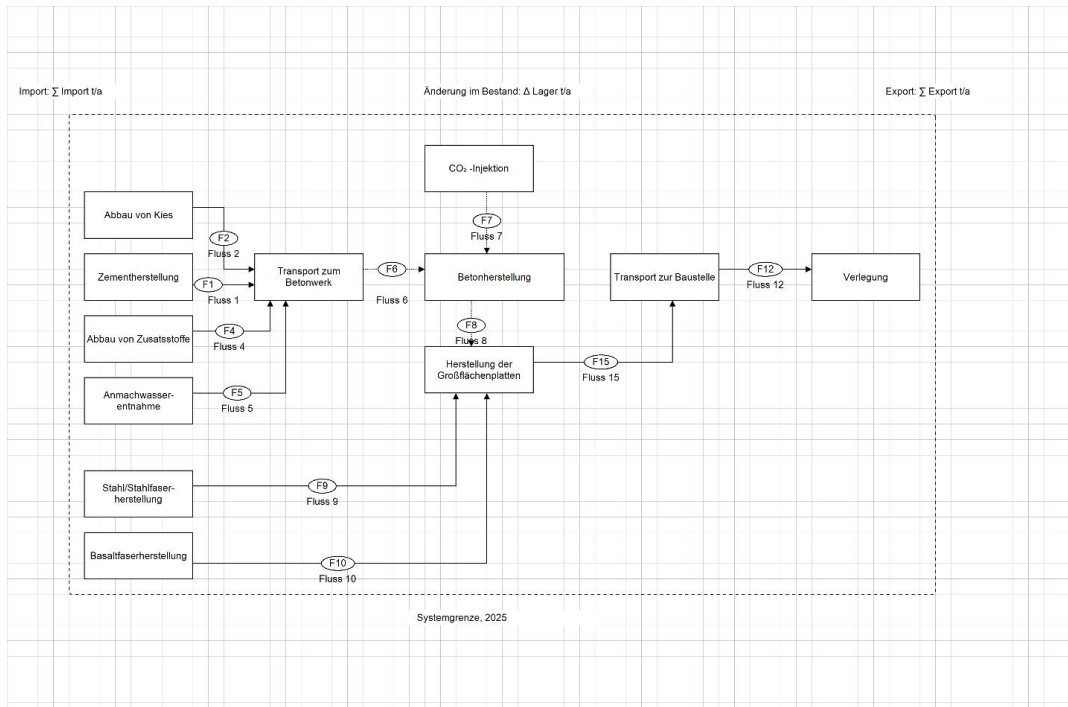 Import: ∑ Import t/a
Änderung im Bestand: Δ Lager t/a
Export: ∑ Export t/a
CO₂ -Injektion
F7
Fluss 7
Abbau von Kies
F2
Fluss 2
Zementherstellung
F1
Fluss 1
Transport zum
Betonwerk
F6
Fluss 6
Betonherstellung
Transport zur Baustelle
F12
Fluss 12
Verlegung
Abbau von Zusatsstoffe
F4
Fluss 4
F8
Fluss 8
Herstellung der
Großflächenplatten
F15
Fluss 15
Anmachwasser-
entnahme
F5
Fluss 5
Stahl/Stahlfaser-
herstellung
F9
Fluss 9
Basaltfaserherstellung
F10
Fluss 10
Systemgrenze, 2025